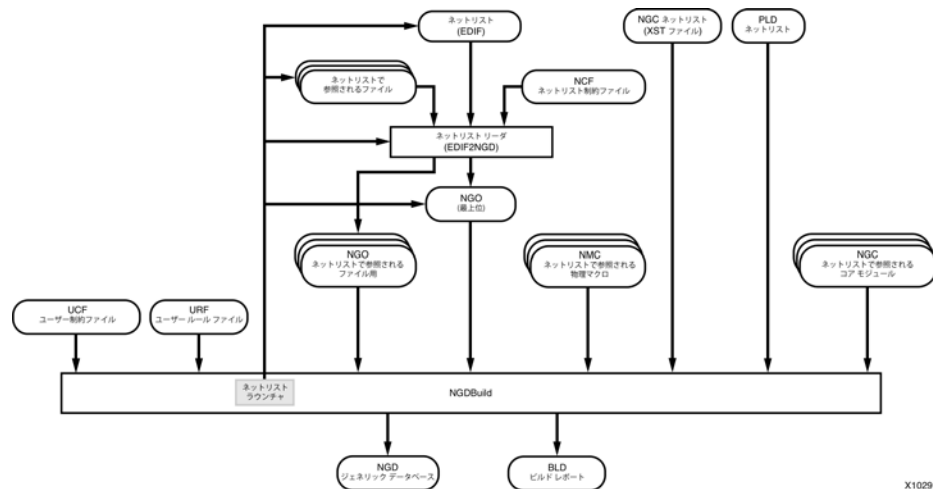 ネットリスト
(EDIF)
NGC ネットリスト
(XST ファイル)
PLD
ネットリスト
ネットリストで
参照されるファイル
NCF
ネットリスト制約ファイル
ネットリスト リーダ
(EDIF2NGD)
NGO
(最上位)
NGO
ネットリストで参照される
ファイル用
NMC
ネットリストで参照される
物理マクロ
NGC
ネットリストで参照される
コア モジュール
UCF
ユーザー制約ファイル
URF
ユーザー ルール ファイル
ネットリスト
ラウンチャ
NGDBuild
NGD
ジェネリック データベース
BLD
ビルド レポート
X1029